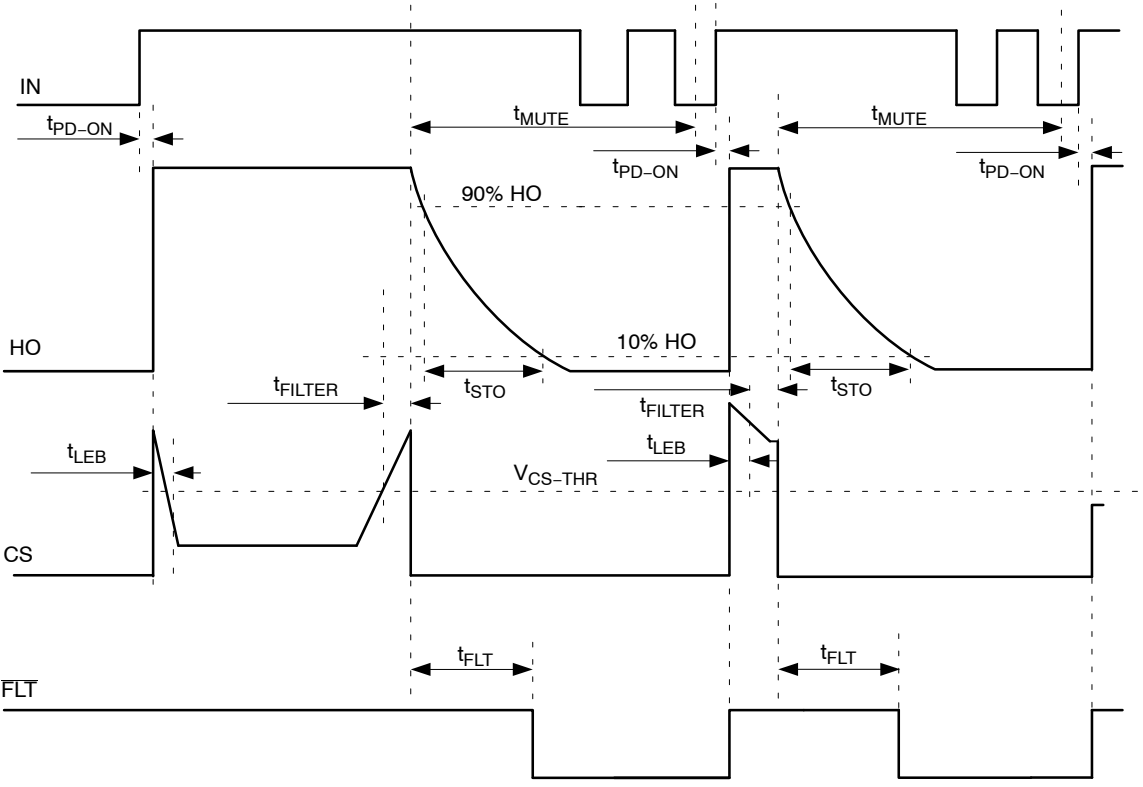 IN
tPD–ON
tMUTE
tMUTE
tPD–ON
tPD–ON
90% HO
HO
10% HO
tFILTER
tSTO
tSTO
tFILTER
tLEB
tLEB
VCS–THR
CS
tFLT
tFLT
FLT